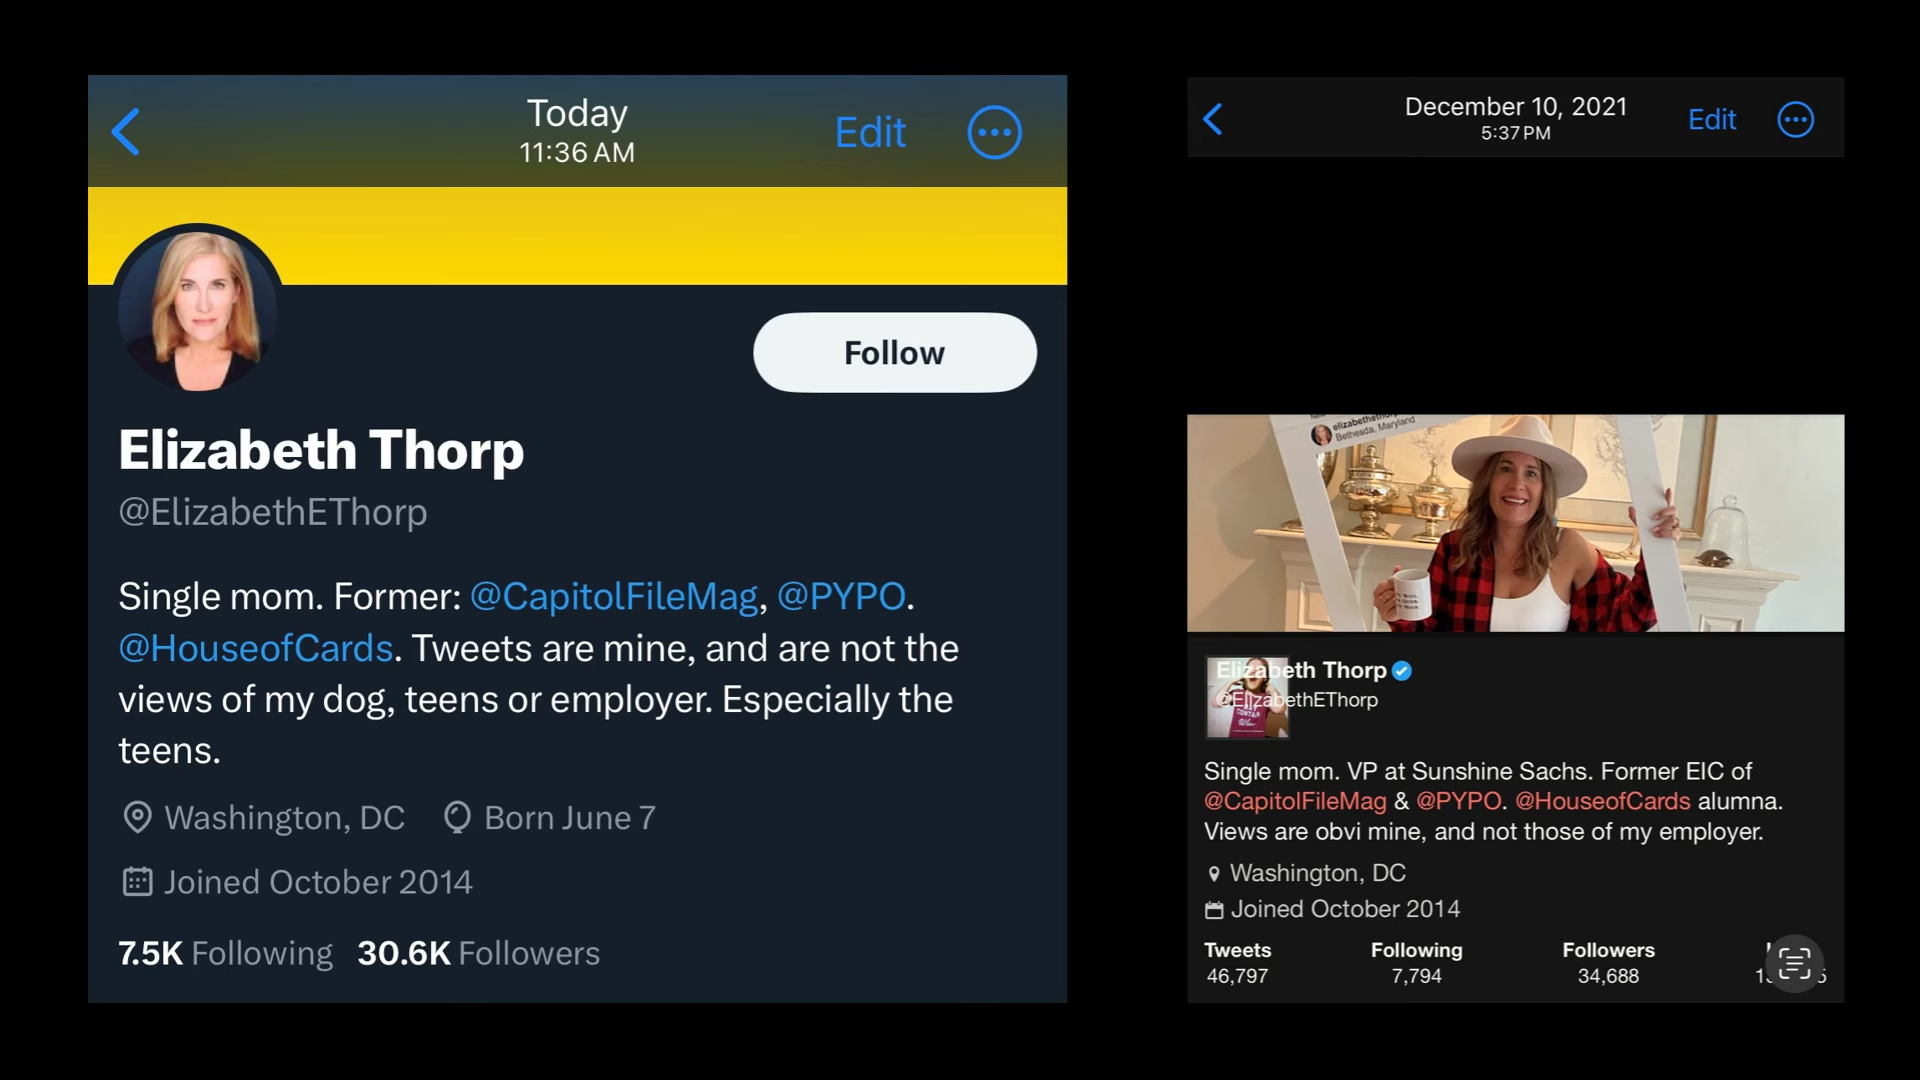 Today
11:36 AM
Edit
Follow
Elizabeth Thorp
@ElizabethEThorp
Single mom. Former: @CapitolFileMag, @PYPO.
@HouseofCards. Tweets are mine, and are not the
views of my dog, teens or employer. Especially the
teens.
Washington, DC Born June 7
Joined October 2014
7.5K Following 30.6K Followers
December 10, 2021
5:37 PM
Edit
Bethesda, Maryland
Elizabeth Thorp
@ElizabethEThorp
Single mom. VP at Sunshine Sachs. Former EIC of
@CapitolFileMag & @PYPO. @HouseofCards alumna.
Views are obvi mine, and not those of my employer.
Washington, DC
Joined October 2014
Tweets Following Followers
46,797 7,794 34,688